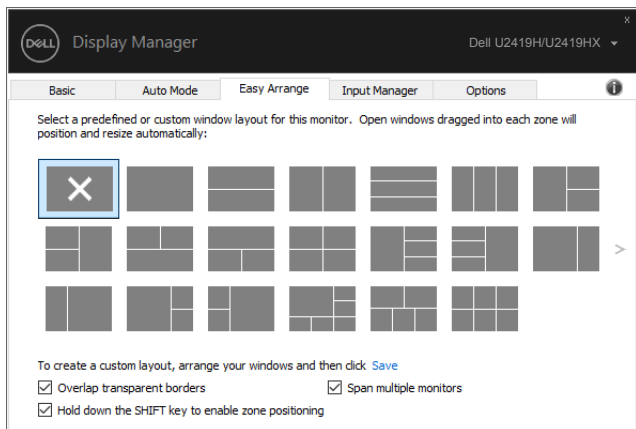 x
DELL Display Manager Dell U2419H/U2419HX
Basic Auto Mode Easy Arrange Input Manager Options i
Select a predefined or custom window layout for this monitor. Open windows dragged into each zone will
position and resize automatically:
>
To create a custom layout, arrange your windows and then click Save
Overlap transparent borders Span multiple monitors
Hold down the SHIFT key to enable zone positioning